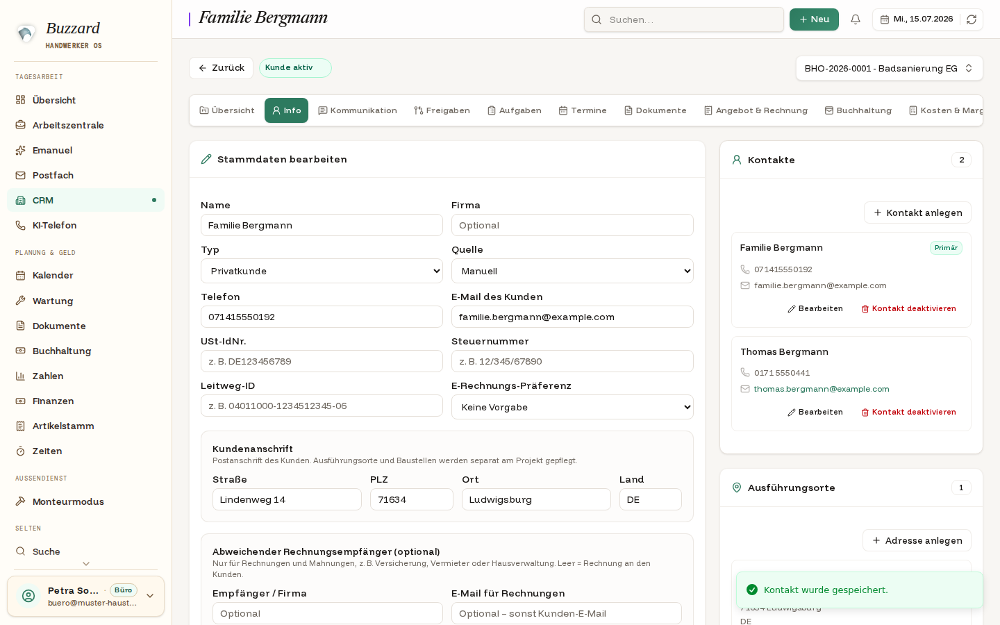 Buzzard
HANDWERKER OS
TAGESARBEIT
Übersicht
Arbeitszentrale
Emanuel
Postfach
CRM
KI-Telefon
PLANUNG & GELD
Kalender
Wartung
Dokumente
Buchhaltung
Zahlen
Finanzen
Artikelstamm
Zeiten
AUSSENDIENST
Monteurmodus
SELTEN
Suche
Petra So... · Büro
buero@muster-haust...
Familie Bergmann
Suchen...
+ Neu
Mi., 15.07.2026
← Zurück
Kunde aktiv
BHO-2026-0001 - Badsanierung EG
Übersicht Info Kommunikation Freigaben Aufgaben Termine Dokumente Angebot & Rechnung Buchhaltung Kosten & Marg
Stammdaten bearbeiten
Name Firma
Familie Bergmann Optional
Typ Quelle
Privatkunde Manuell
Telefon E-Mail des Kunden
071415550192 familie.bergmann@example.com
USt-IdNr. Steuernummer
z. B. DE123456789 z. B. 12/345/67890
Leitweg-ID E-Rechnungs-Präferenz
z. B. 04011000-1234512345-06 Keine Vorgabe
Kundenanschrift
Postanschrift des Kunden. Ausführungsorte und Baustellen werden separat am Projekt gepflegt.
Straße PLZ Ort Land
Lindenweg 14 71634 Ludwigsburg DE
Abweichender Rechnungsempfänger (optional)
Nur für Rechnungen und Mahnungen, z. B. Versicherung, Vermieter oder Hausverwaltung. Leer = Rechnung an den
Kunden.
Empfänger / Firma E-Mail für Rechnungen
Optional Optional – sonst Kunden-E-Mail
Kontakte 2
+ Kontakt anlegen
Familie Bergmann Primär
071415550192
familie.bergmann@example.com
Bearbeiten Kontakt deaktivieren
Thomas Bergmann
0171 5550441
thomas.bergmann@example.com
Bearbeiten Kontakt deaktivieren
Ausführungsorte 1
+ Adresse anlegen
Kontakt wurde gespeichert.
71634 Ludwigsburg
DE